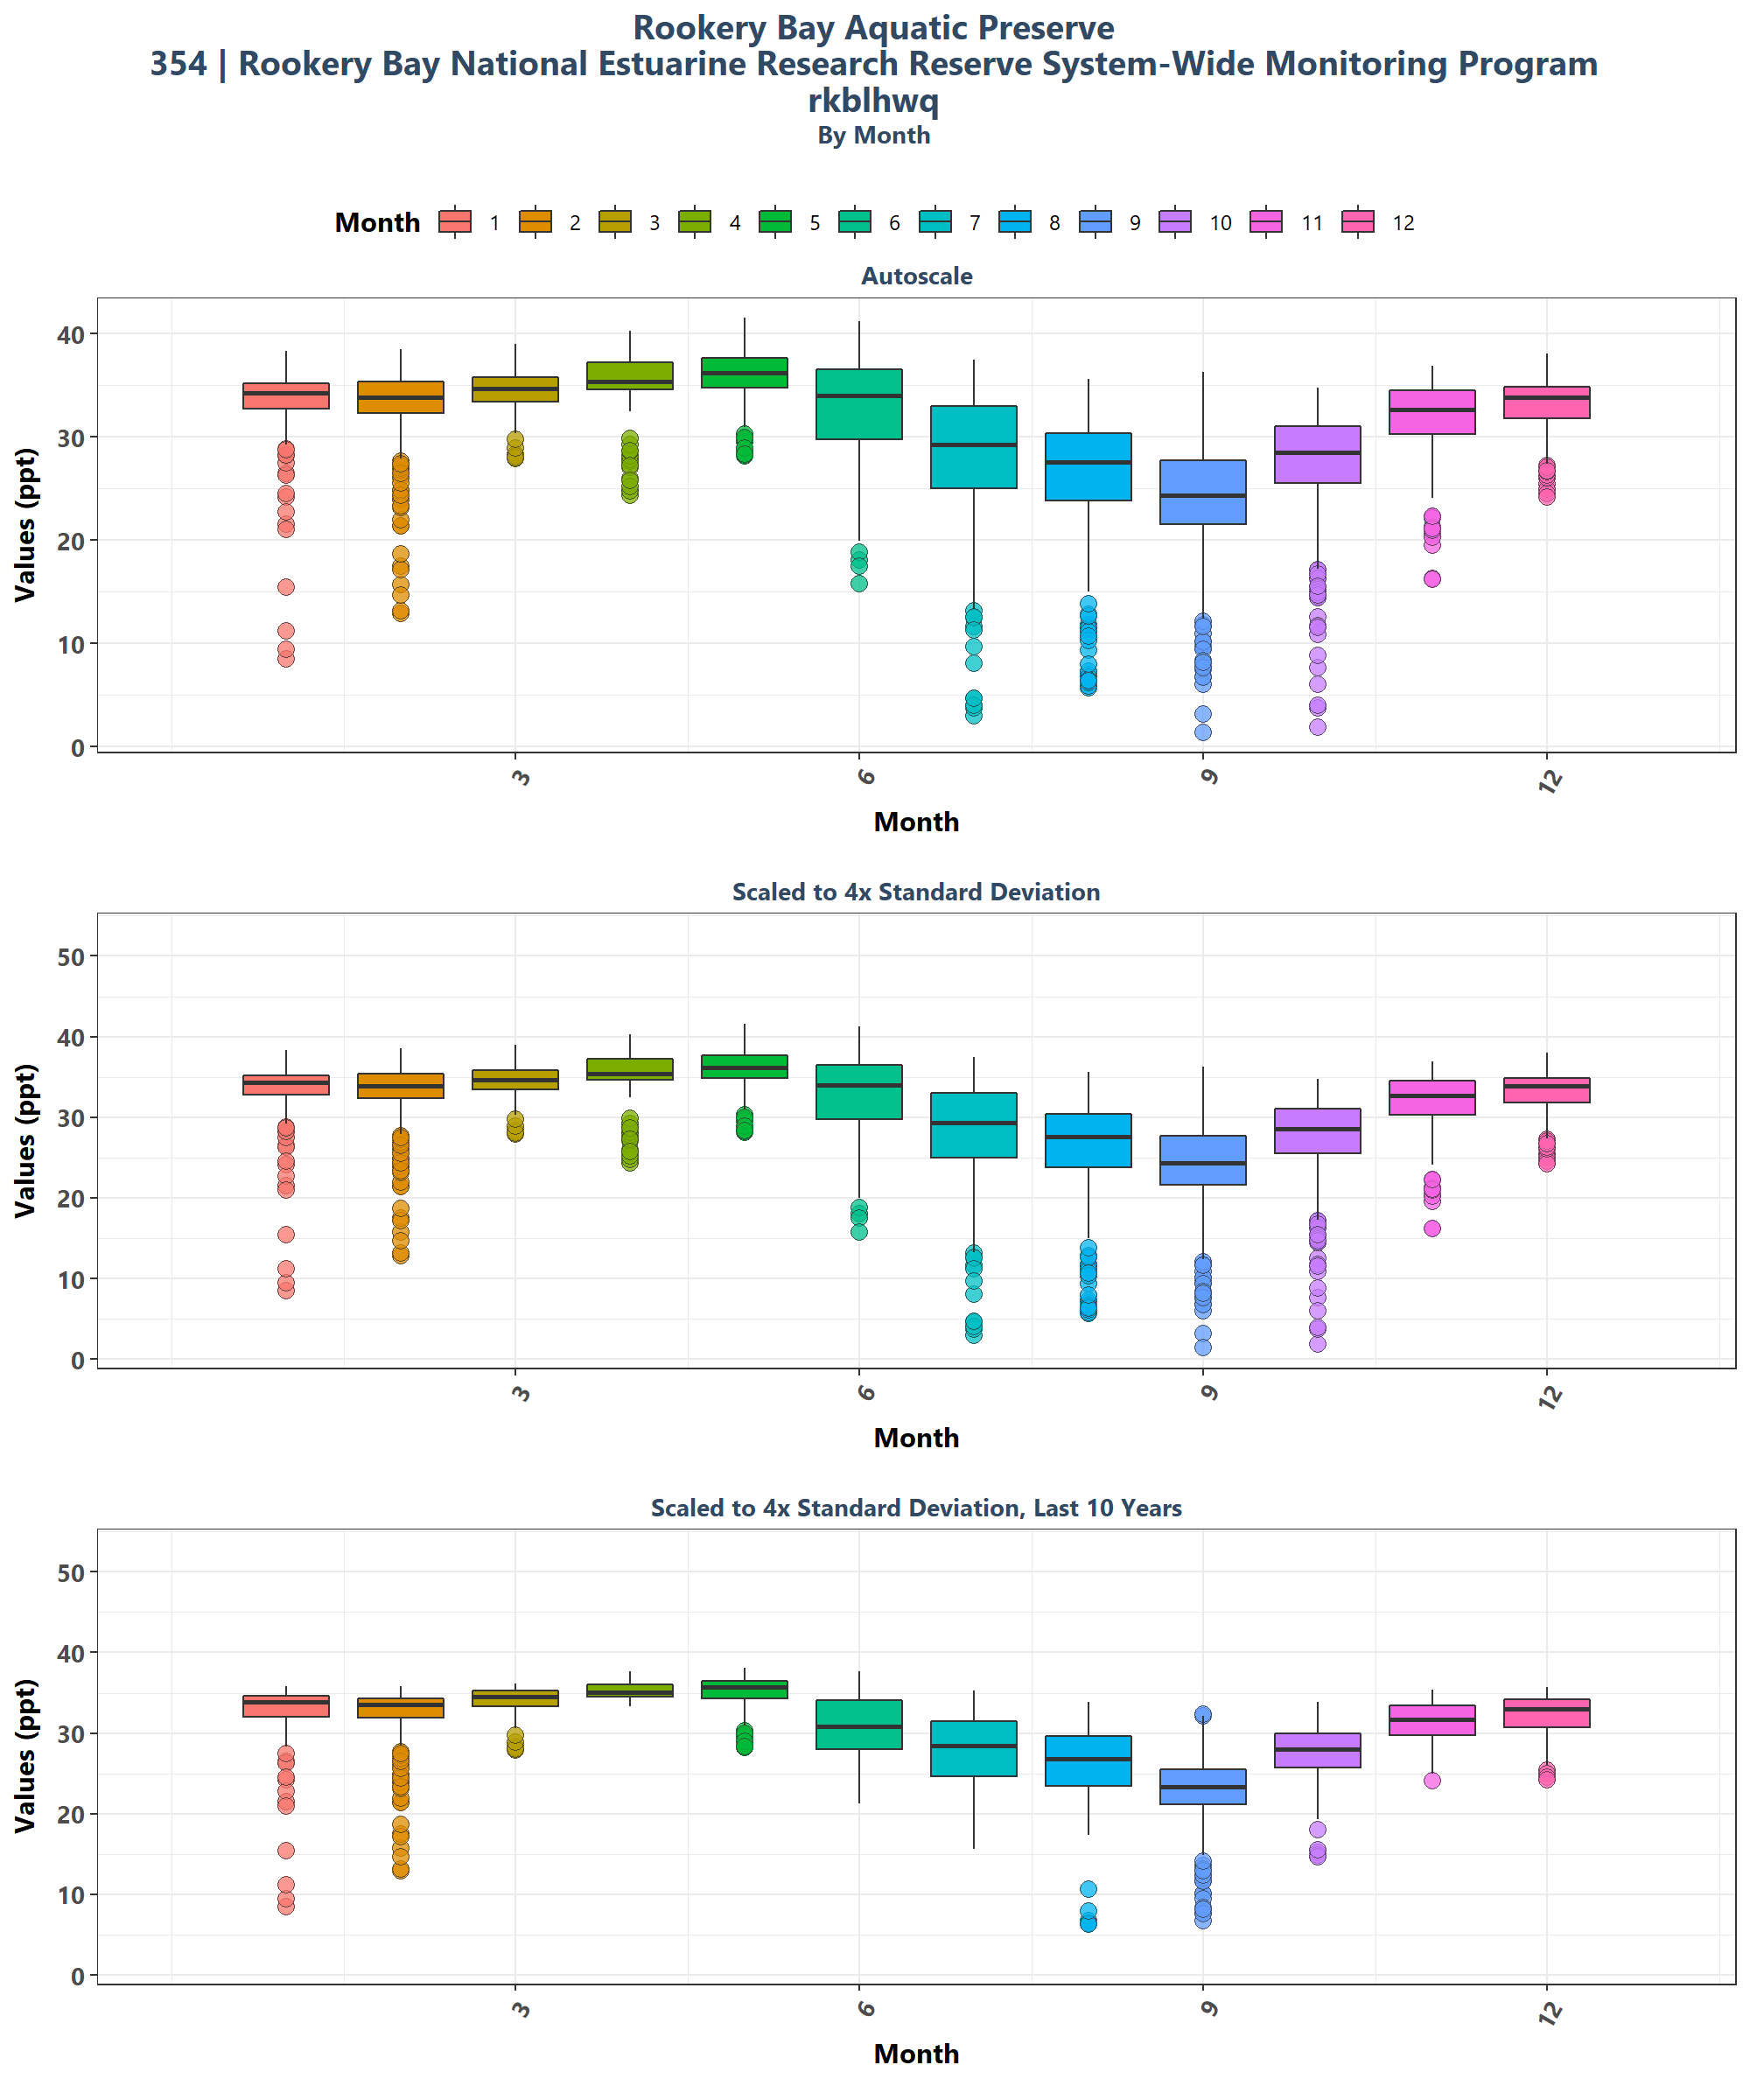 Rookery Bay Aquatic Preserve
354 | Rookery Bay National Estuarine Research Reserve System-Wide Monitoring Program
rkblhwq
By Month
Month 1 2 3 4 5 6 7 8 9 10 11 12
Autoscale
Values (ppt)
40
30
20
10
0
3 6 9 12
Month
Scaled to 4x Standard Deviation
Values (ppt)
50
40
30
20
10
0
3 6 9 12
Month
Scaled to 4x Standard Deviation, Last 10 Years
Values (ppt)
50
40
30
20
10
0
3 6 9 12
Month